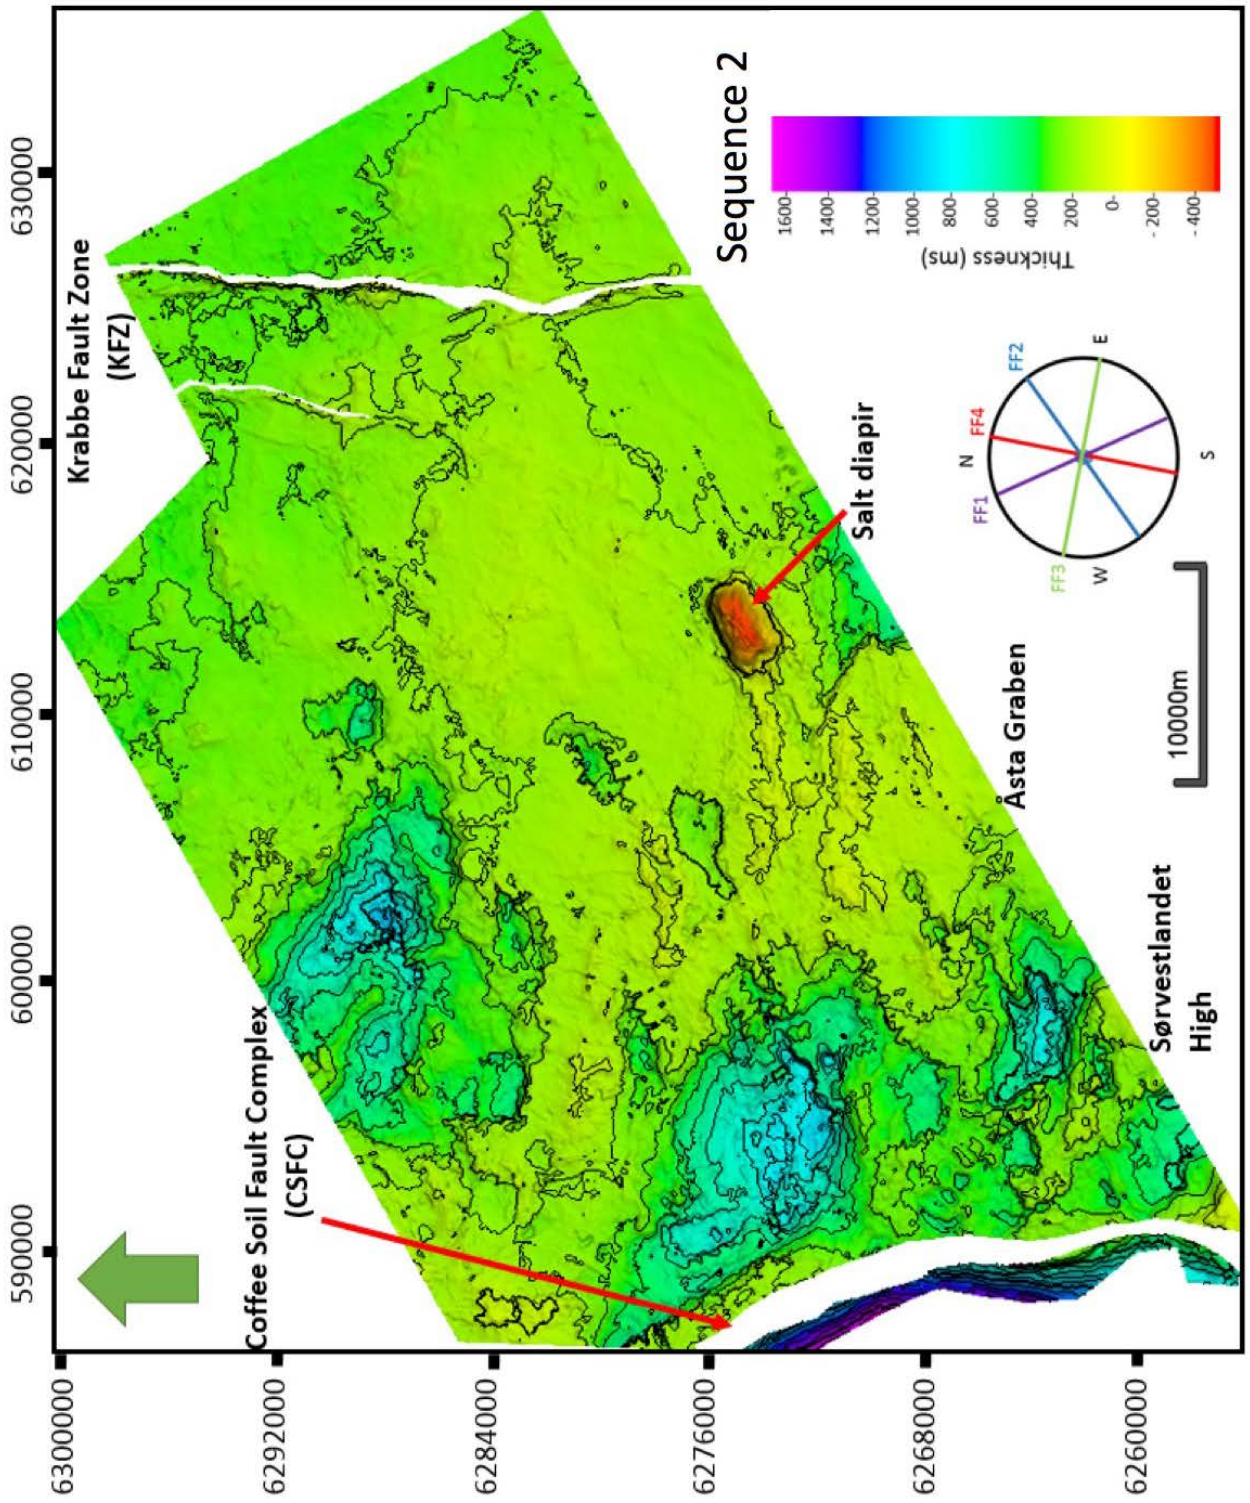 590000
600000
610000
620000
630000
6300000
6292000
6284000
6276000
6268000
6260000
Coffee Soil Fault Complex
(CSFC)
Krabbe Fault Zone
(KFZ)
Sequence 2
1600
1400
1200
1000
800
600
400
200
0-
- 200
- 400
Thickness (ms)
Salt diapir
FF1
N
FF4
FF2
E
S
W
FF3
10000m
Åsta Graben
Sørvestlandet
High